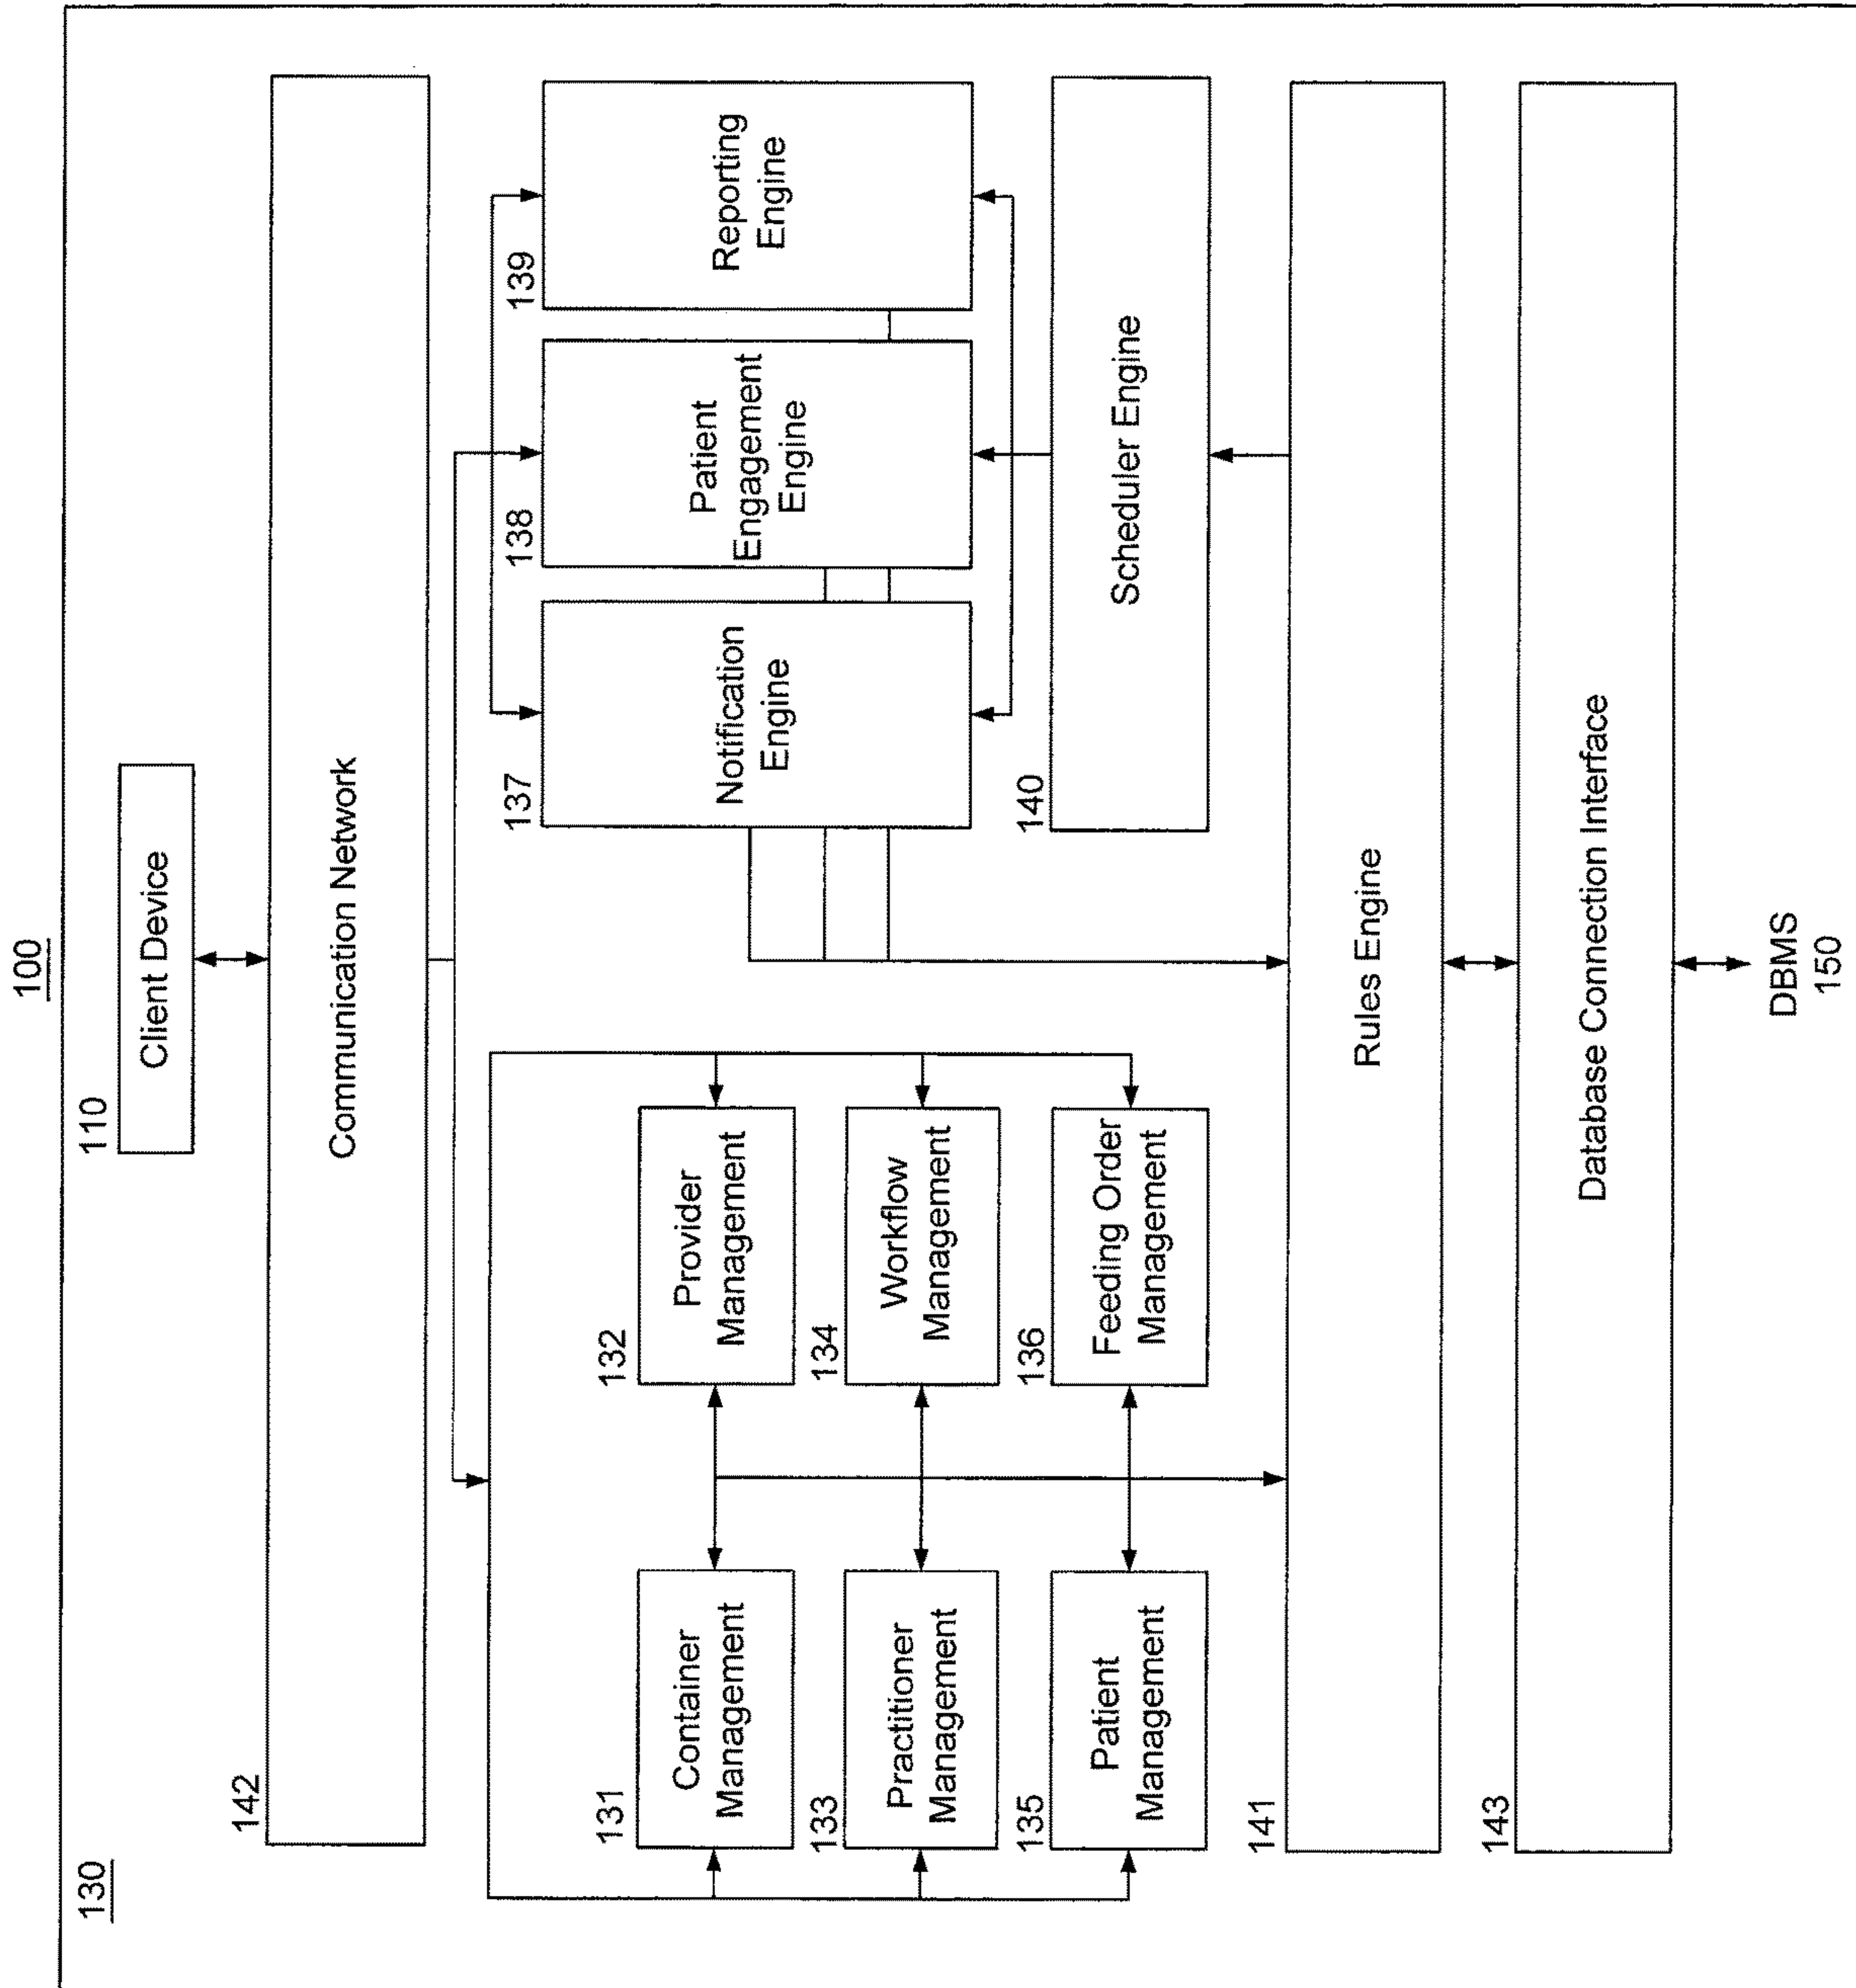 100
130
110
Client Device
142
Communication Network
131
Container
Management
132
Provider
Management
133
Practitioner
Management
134
Workflow
Management
135
Patient
Management
136
Feeding Order
Management
137
Notification
Engine
138
Patient
Engagement
Engine
139
Reporting
Engine
140
Scheduler Engine
141
Rules Engine
143
Database Connection Interface
DBMS
150